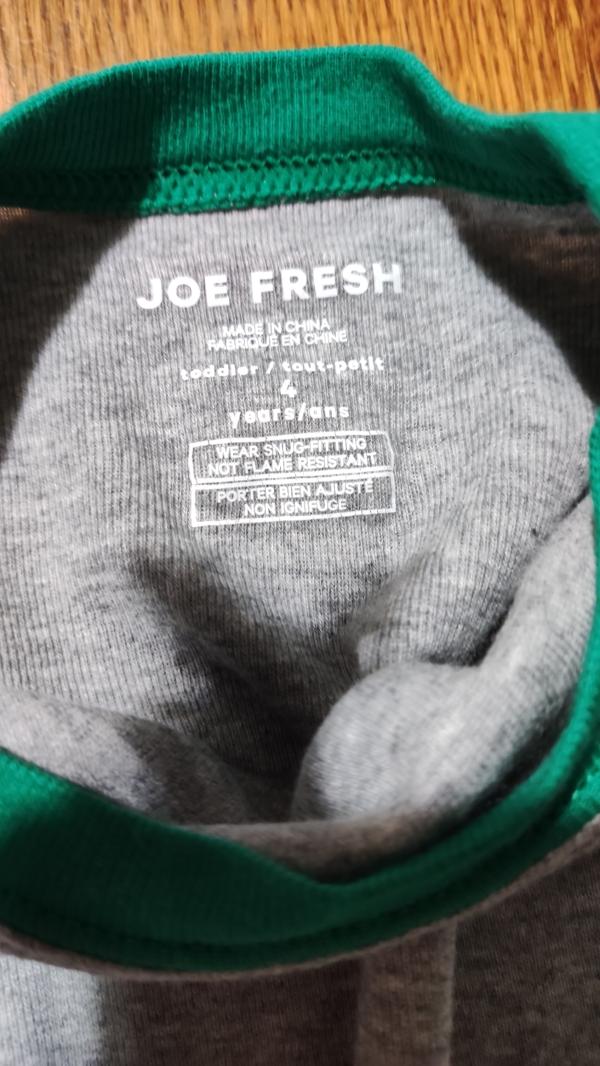 JOE FRESH
MADE IN CHINA
FABRIQUÉ EN CHINE
toddler / tout-petit
4
years/ans
WEAR SNUG-FITTING
NOT FLAME RESISTANT
PORTER BIEN AJUSTÉ
NON IGNIFUGE